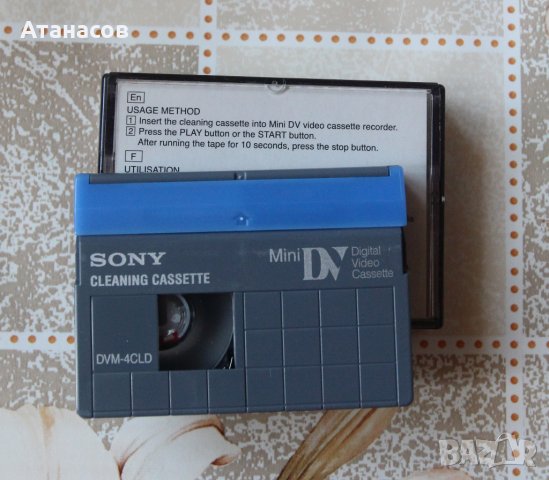 Атанасов
En
USAGE METHOD
1 Insert the cleaning cassette into Mini DV video cassette recorder.
2 Press the PLAY button or the START button.
After running the tape for 10 seconds, press the stop button.
F
UTILISATION
SONY
CLEANING CASSETTE
Mini DV Digital
Video
Cassette
DVM-4CLD
BAZAR